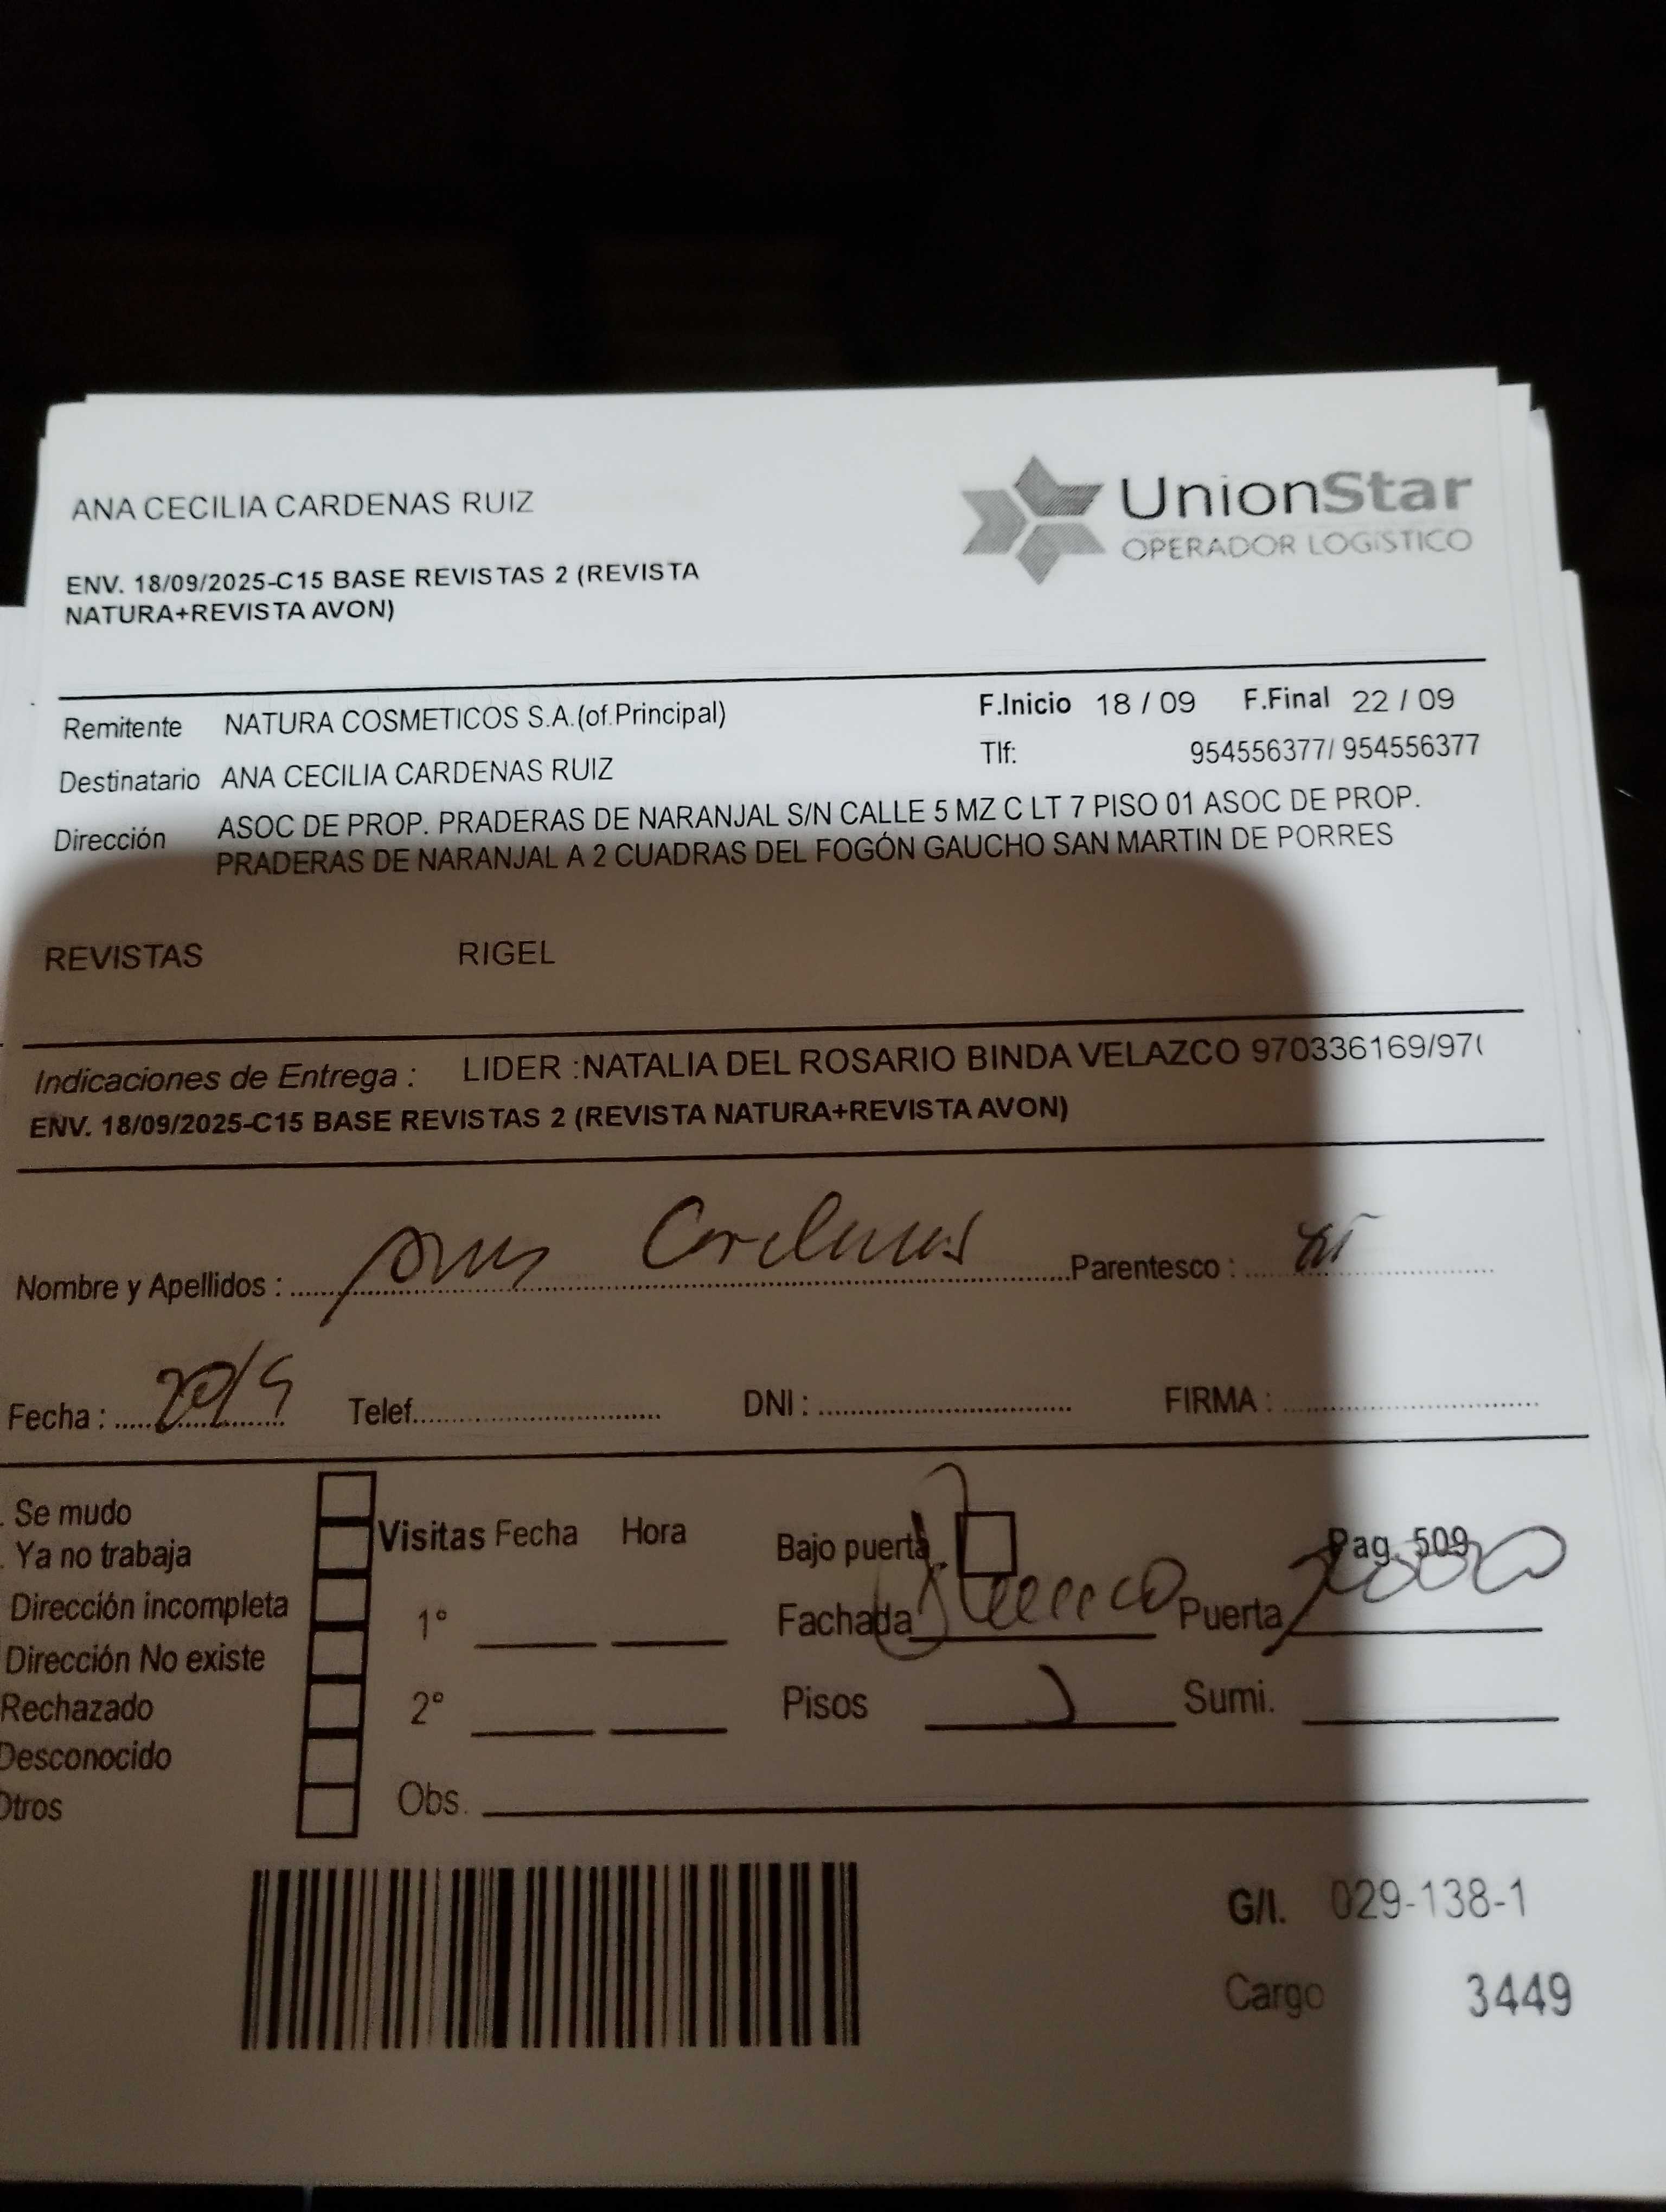 ANA CECILIA CARDENAS RUIZ
UnionStar
OPERADOR LOGÍSTICO
ENV. 18/09/2025-C15 BASE REVISTAS 2 (REVISTA
NATURA+REVISTA AVON)
Remitente NATURA COSMETICOS S.A.(of.Principal) F.Inicio 18 / 09 F.Final 22 / 09
Destinatario ANA CECILIA CARDENAS RUIZ Tlf: 954556377/ 954556377
Dirección ASOC DE PROP. PRADERAS DE NARANJAL S/N CALLE 5 MZ C LT 7 PISO 01 ASOC DE PROP.
PRADERAS DE NARANJAL A 2 CUADRAS DEL FOGÓN GAUCHO SAN MARTIN DE PORRES
REVISTAS RIGEL
Indicaciones de Entrega : LIDER :NATALIA DEL ROSARIO BINDA VELAZCO 970336169/97
ENV. 18/09/2025-C15 BASE REVISTAS 2 (REVISTA NATURA+REVISTA AVON)
Nombre y Apellidos : Cardenas Parentesco :
Fecha : 20/9 Telef. DNI : FIRMA :
Se mudo
Ya no trabaja
Dirección incompleta
Dirección No existe
Rechazado
Desconocido
Otros
Visitas Fecha Hora
1°
2°
Obs.
Bajo puerta Pag. 509
Fachada Puerta
Pisos Sumi.
G/I. 029-138-1
Cargo 3449